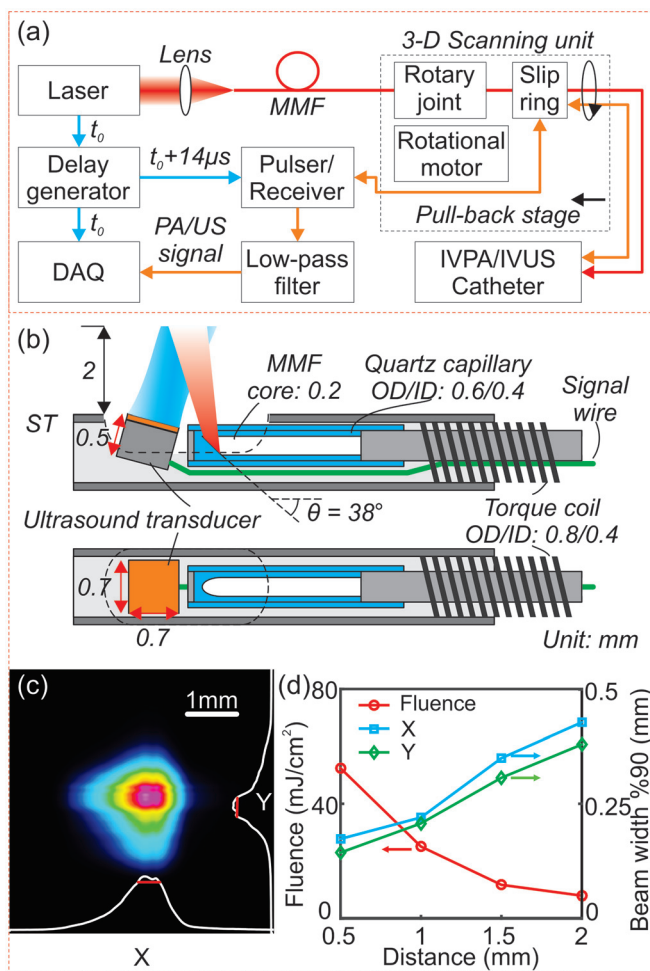 (a)
Lens
3-D Scanning unit
Laser
MMF
Rotary
joint
Slip
ring
t₀
Rotational
motor
Delay
generator
t₀+14µs
Pulser/
Receiver
t₀
PA/US
signal
Pull-back stage
DAQ
Low-pass
filter
IVPA/IVUS
Catheter
(b)
2
MMF
core: 0.2
Quartz capillary
OD/ID: 0.6/0.4
Signal
wire
ST
0.5
θ = 38°
Ultrasound transducer
Torque coil
OD/ID: 0.8/0.4
0.7
0.7
Unit: mm
(c)
1mm
Y
X
(d)
80
40
0
Fluence (mJ/cm²)
Fluence
X
Y
0.5
0.25
0
Beam width %90 (mm)
0.5 1 1.5 2
Distance (mm)